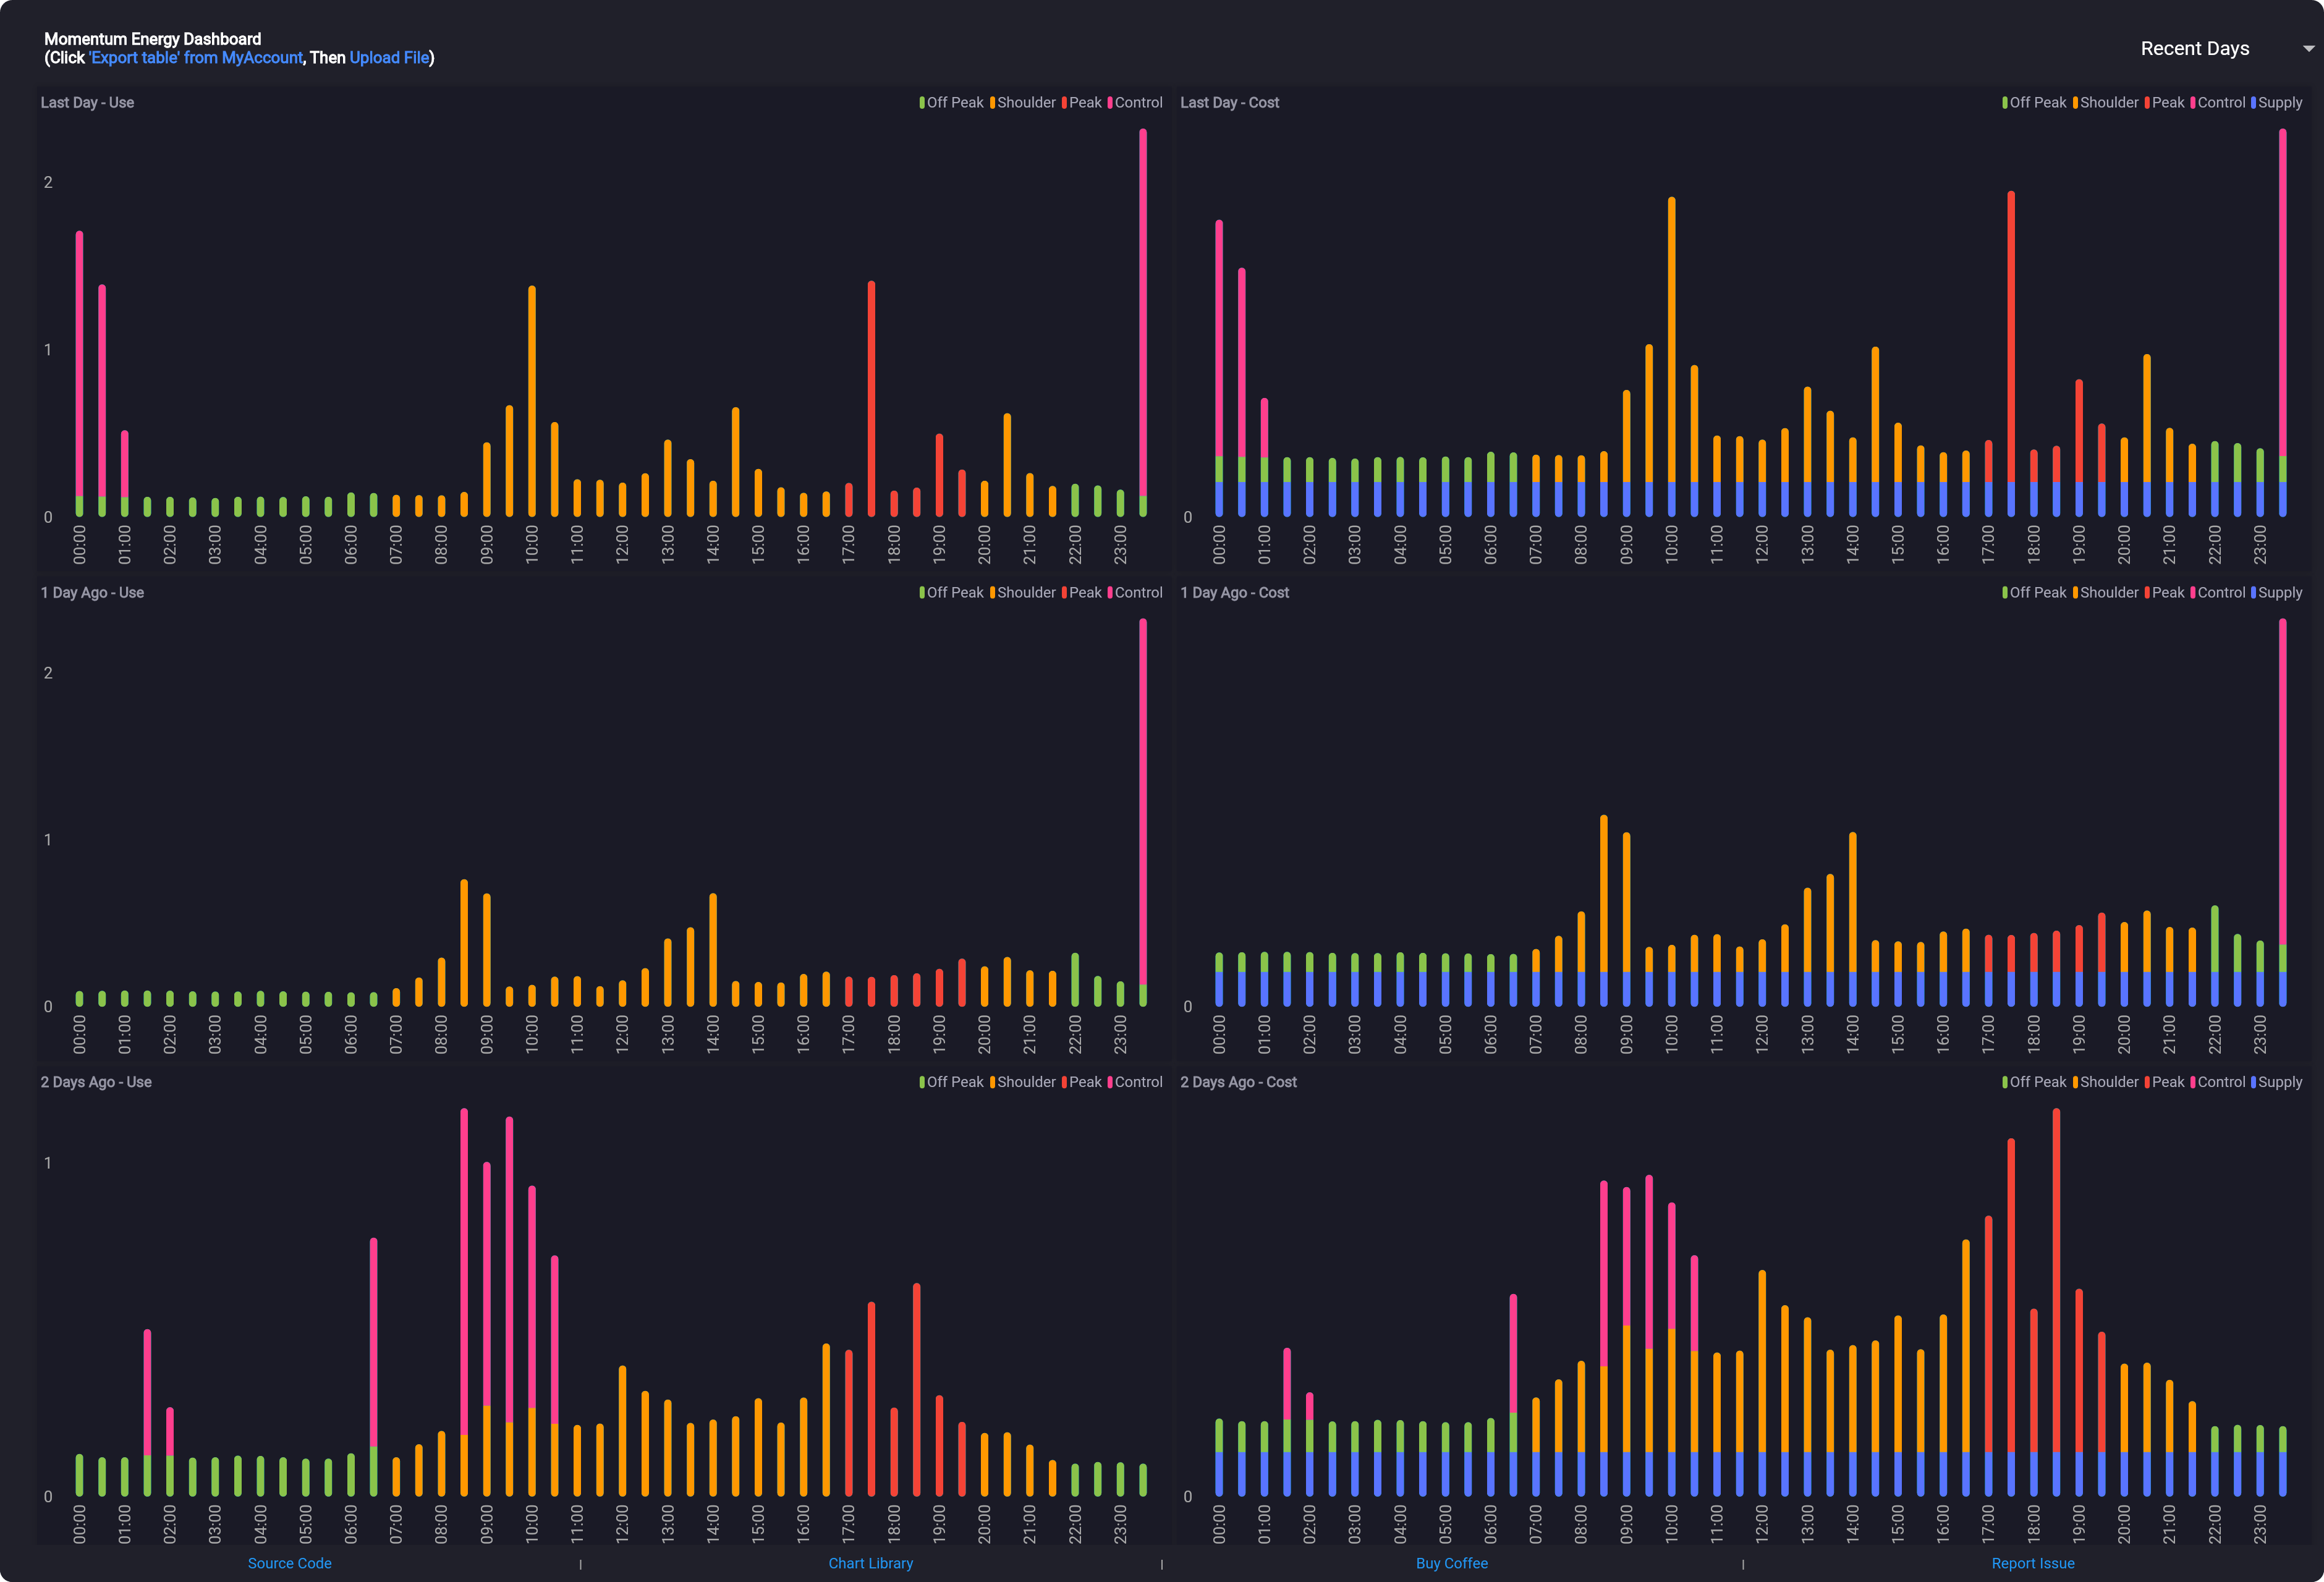 Momentum Energy Dashboard
(Click 'Export table' from MyAccount, Then Upload File)
Recent Days
Last Day - Use
Off Peak Shoulder Peak Control
2
1
0
00:00 01:00 02:00 03:00 04:00 05:00 06:00 07:00 08:00 09:00 10:00 11:00 12:00 13:00 14:00 15:00 16:00 17:00 18:00 19:00 20:00 21:00 22:00 23:00
Last Day - Cost
Off Peak Shoulder Peak Control Supply
0
00:00 01:00 02:00 03:00 04:00 05:00 06:00 07:00 08:00 09:00 10:00 11:00 12:00 13:00 14:00 15:00 16:00 17:00 18:00 19:00 20:00 21:00 22:00 23:00
1 Day Ago - Use
Off Peak Shoulder Peak Control
2
1
0
00:00 01:00 02:00 03:00 04:00 05:00 06:00 07:00 08:00 09:00 10:00 11:00 12:00 13:00 14:00 15:00 16:00 17:00 18:00 19:00 20:00 21:00 22:00 23:00
1 Day Ago - Cost
Off Peak Shoulder Peak Control Supply
0
00:00 01:00 02:00 03:00 04:00 05:00 06:00 07:00 08:00 09:00 10:00 11:00 12:00 13:00 14:00 15:00 16:00 17:00 18:00 19:00 20:00 21:00 22:00 23:00
2 Days Ago - Use
Off Peak Shoulder Peak Control
1
0
00:00 01:00 02:00 03:00 04:00 05:00 06:00 07:00 08:00 09:00 10:00 11:00 12:00 13:00 14:00 15:00 16:00 17:00 18:00 19:00 20:00 21:00 22:00 23:00
2 Days Ago - Cost
Off Peak Shoulder Peak Control Supply
0
00:00 01:00 02:00 03:00 04:00 05:00 06:00 07:00 08:00 09:00 10:00 11:00 12:00 13:00 14:00 15:00 16:00 17:00 18:00 19:00 20:00 21:00 22:00 23:00
Source Code | Chart Library | Buy Coffee | Report Issue